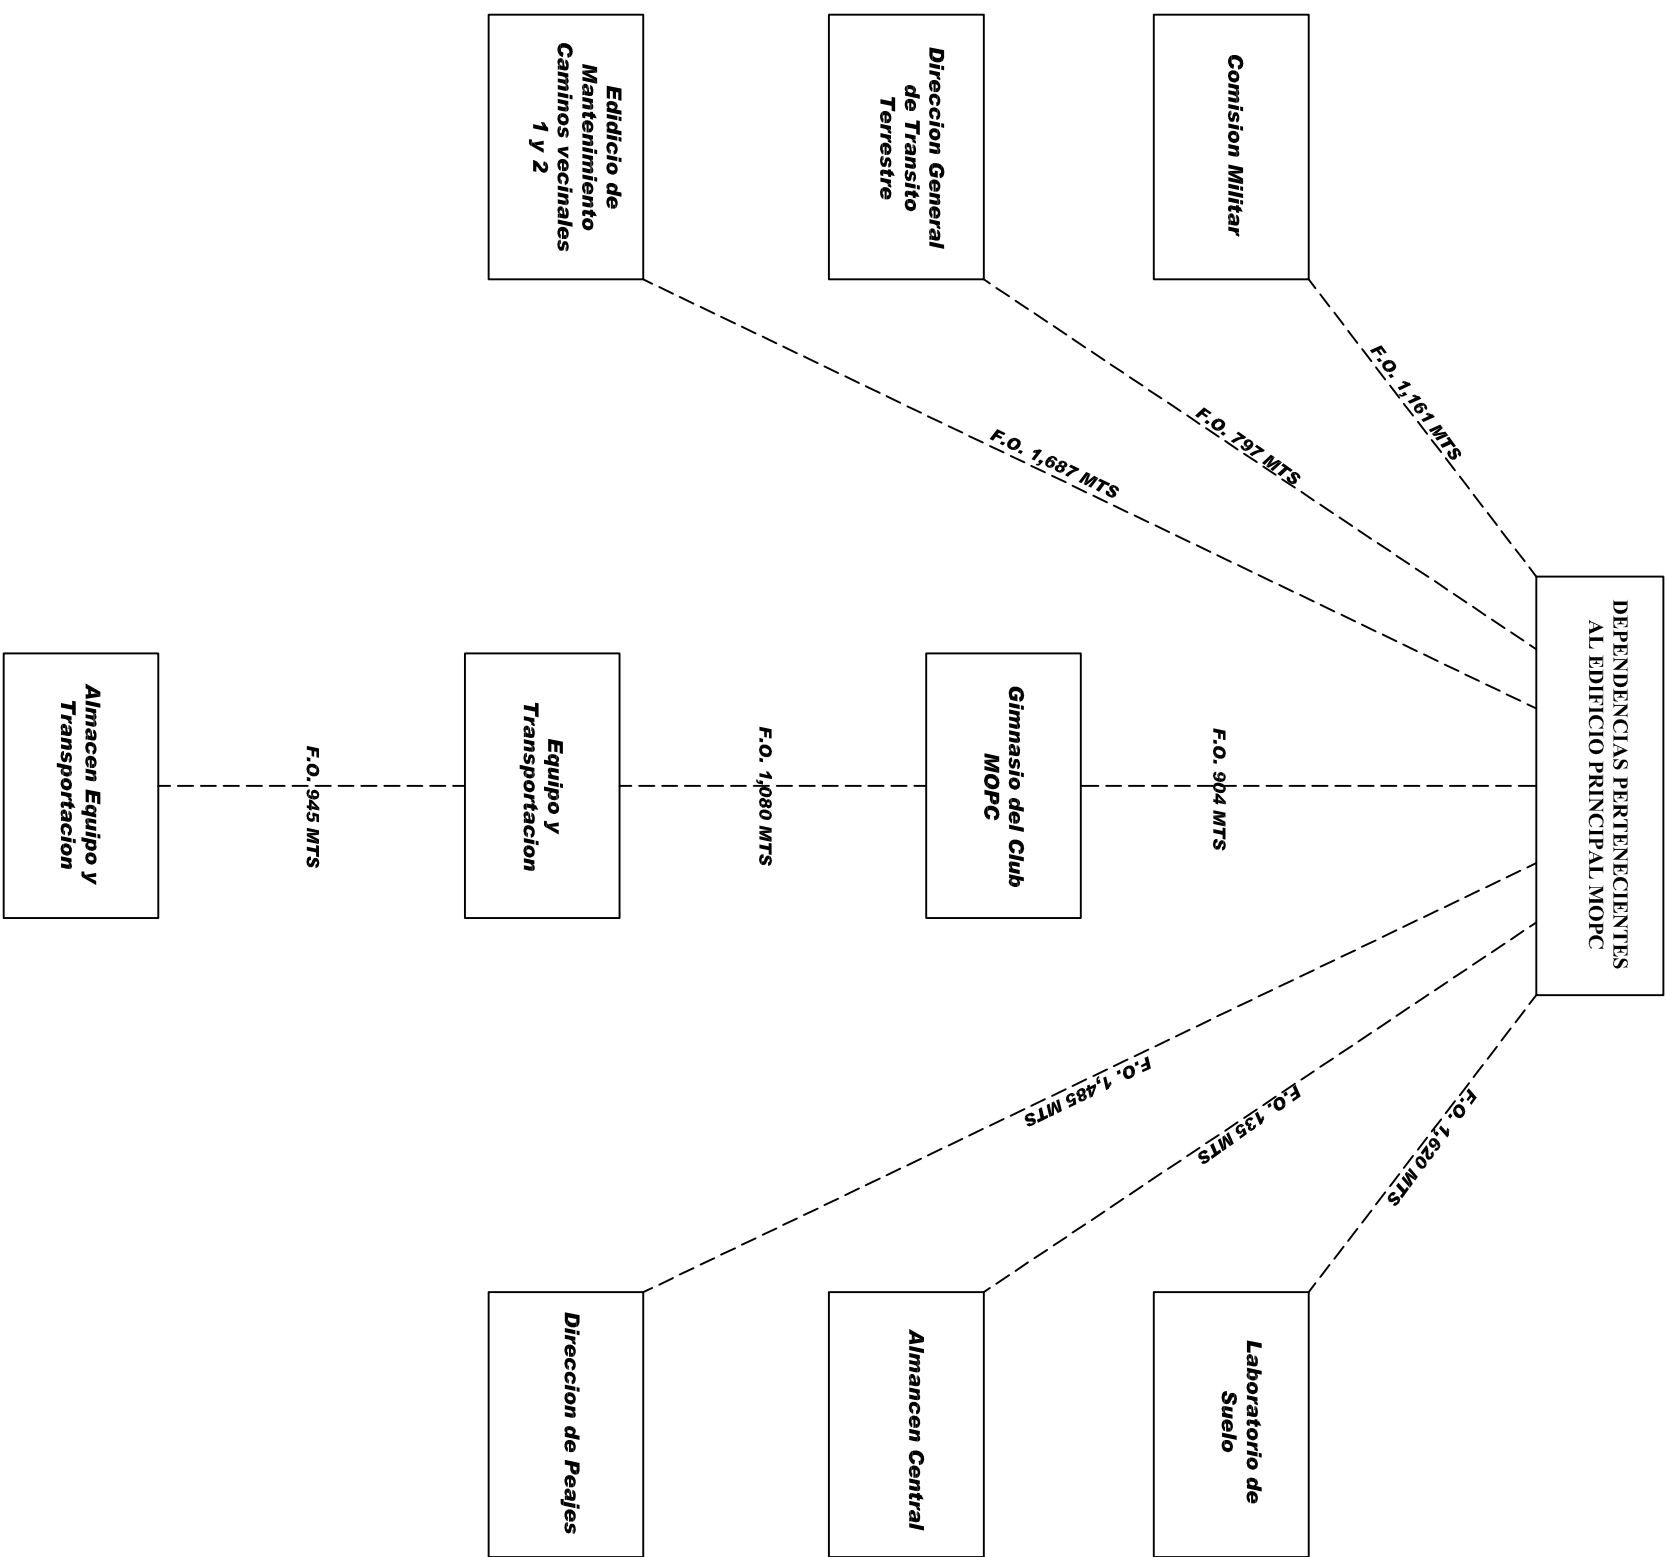 DEPENDENCIAS PERTENECIENTES
AL EDIFICIO PRINCIPAL MOPC
F.O. 1,161 MTS
F.O. 797 MTS
F.O. 1,687 MTS
F.O. 904 MTS
F.O. 1,485 MTS
F.O. 135 MTS
F.O. 1,620 MTS
Comision Militar
Laboratorio de
Suelo
Direccion General
de Transito
Terrestre
Gimnasio del Club
MOPC
Almancen Central
F.O. 1,080 MTS
Edidicio de
Mantenimiento
Caminos vecinales
1 y 2
Equipo y
Transportacion
Direccion de Peajes
F.O. 945 MTS
Almacen Equipo y
Transportacion